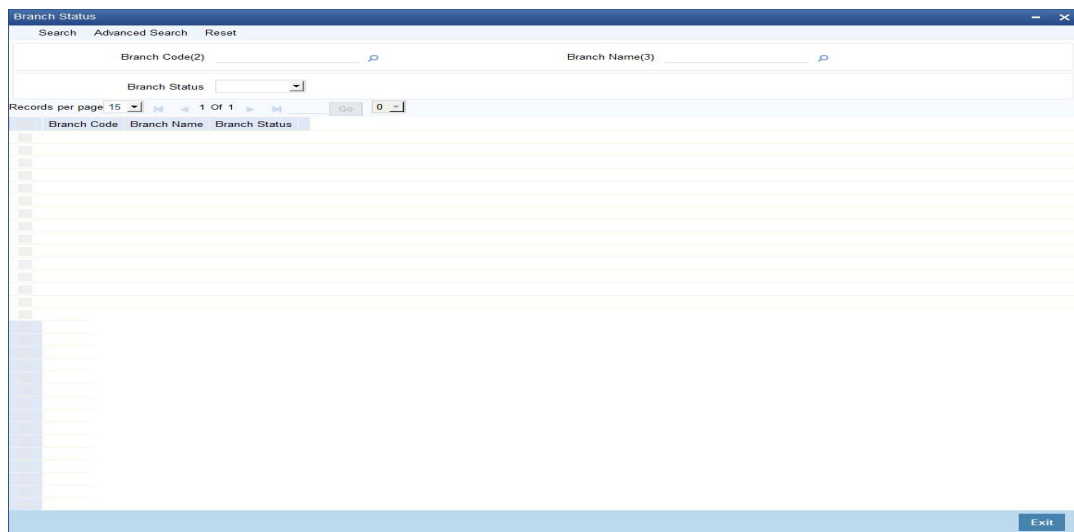 Branch Status
Search Advanced Search Reset
Branch Code(2) Branch Name(3)
Branch Status
Records per page 15 1 Of 1 Go 0
Branch Code Branch Name Branch Status
Exit